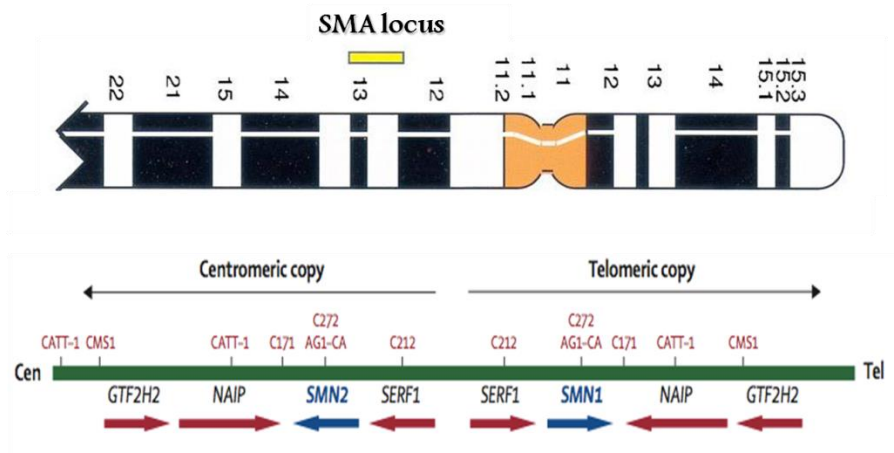 SMA locus
22 21 15 14 13 12 11.2 11.1 11 12 13 14 15.1 15.2 15.3
Centromeric copy Telomeric copy
C272 C272
CATT-1 CMS1 CATT-1 C171 AG1-CA C212 C212 AG1-CA C171 CATT-1 CMS1
Cen Tel
GTF2H2 NAIP SMN2 SERF1 SERF1 SMN1 NAIP GTF2H2